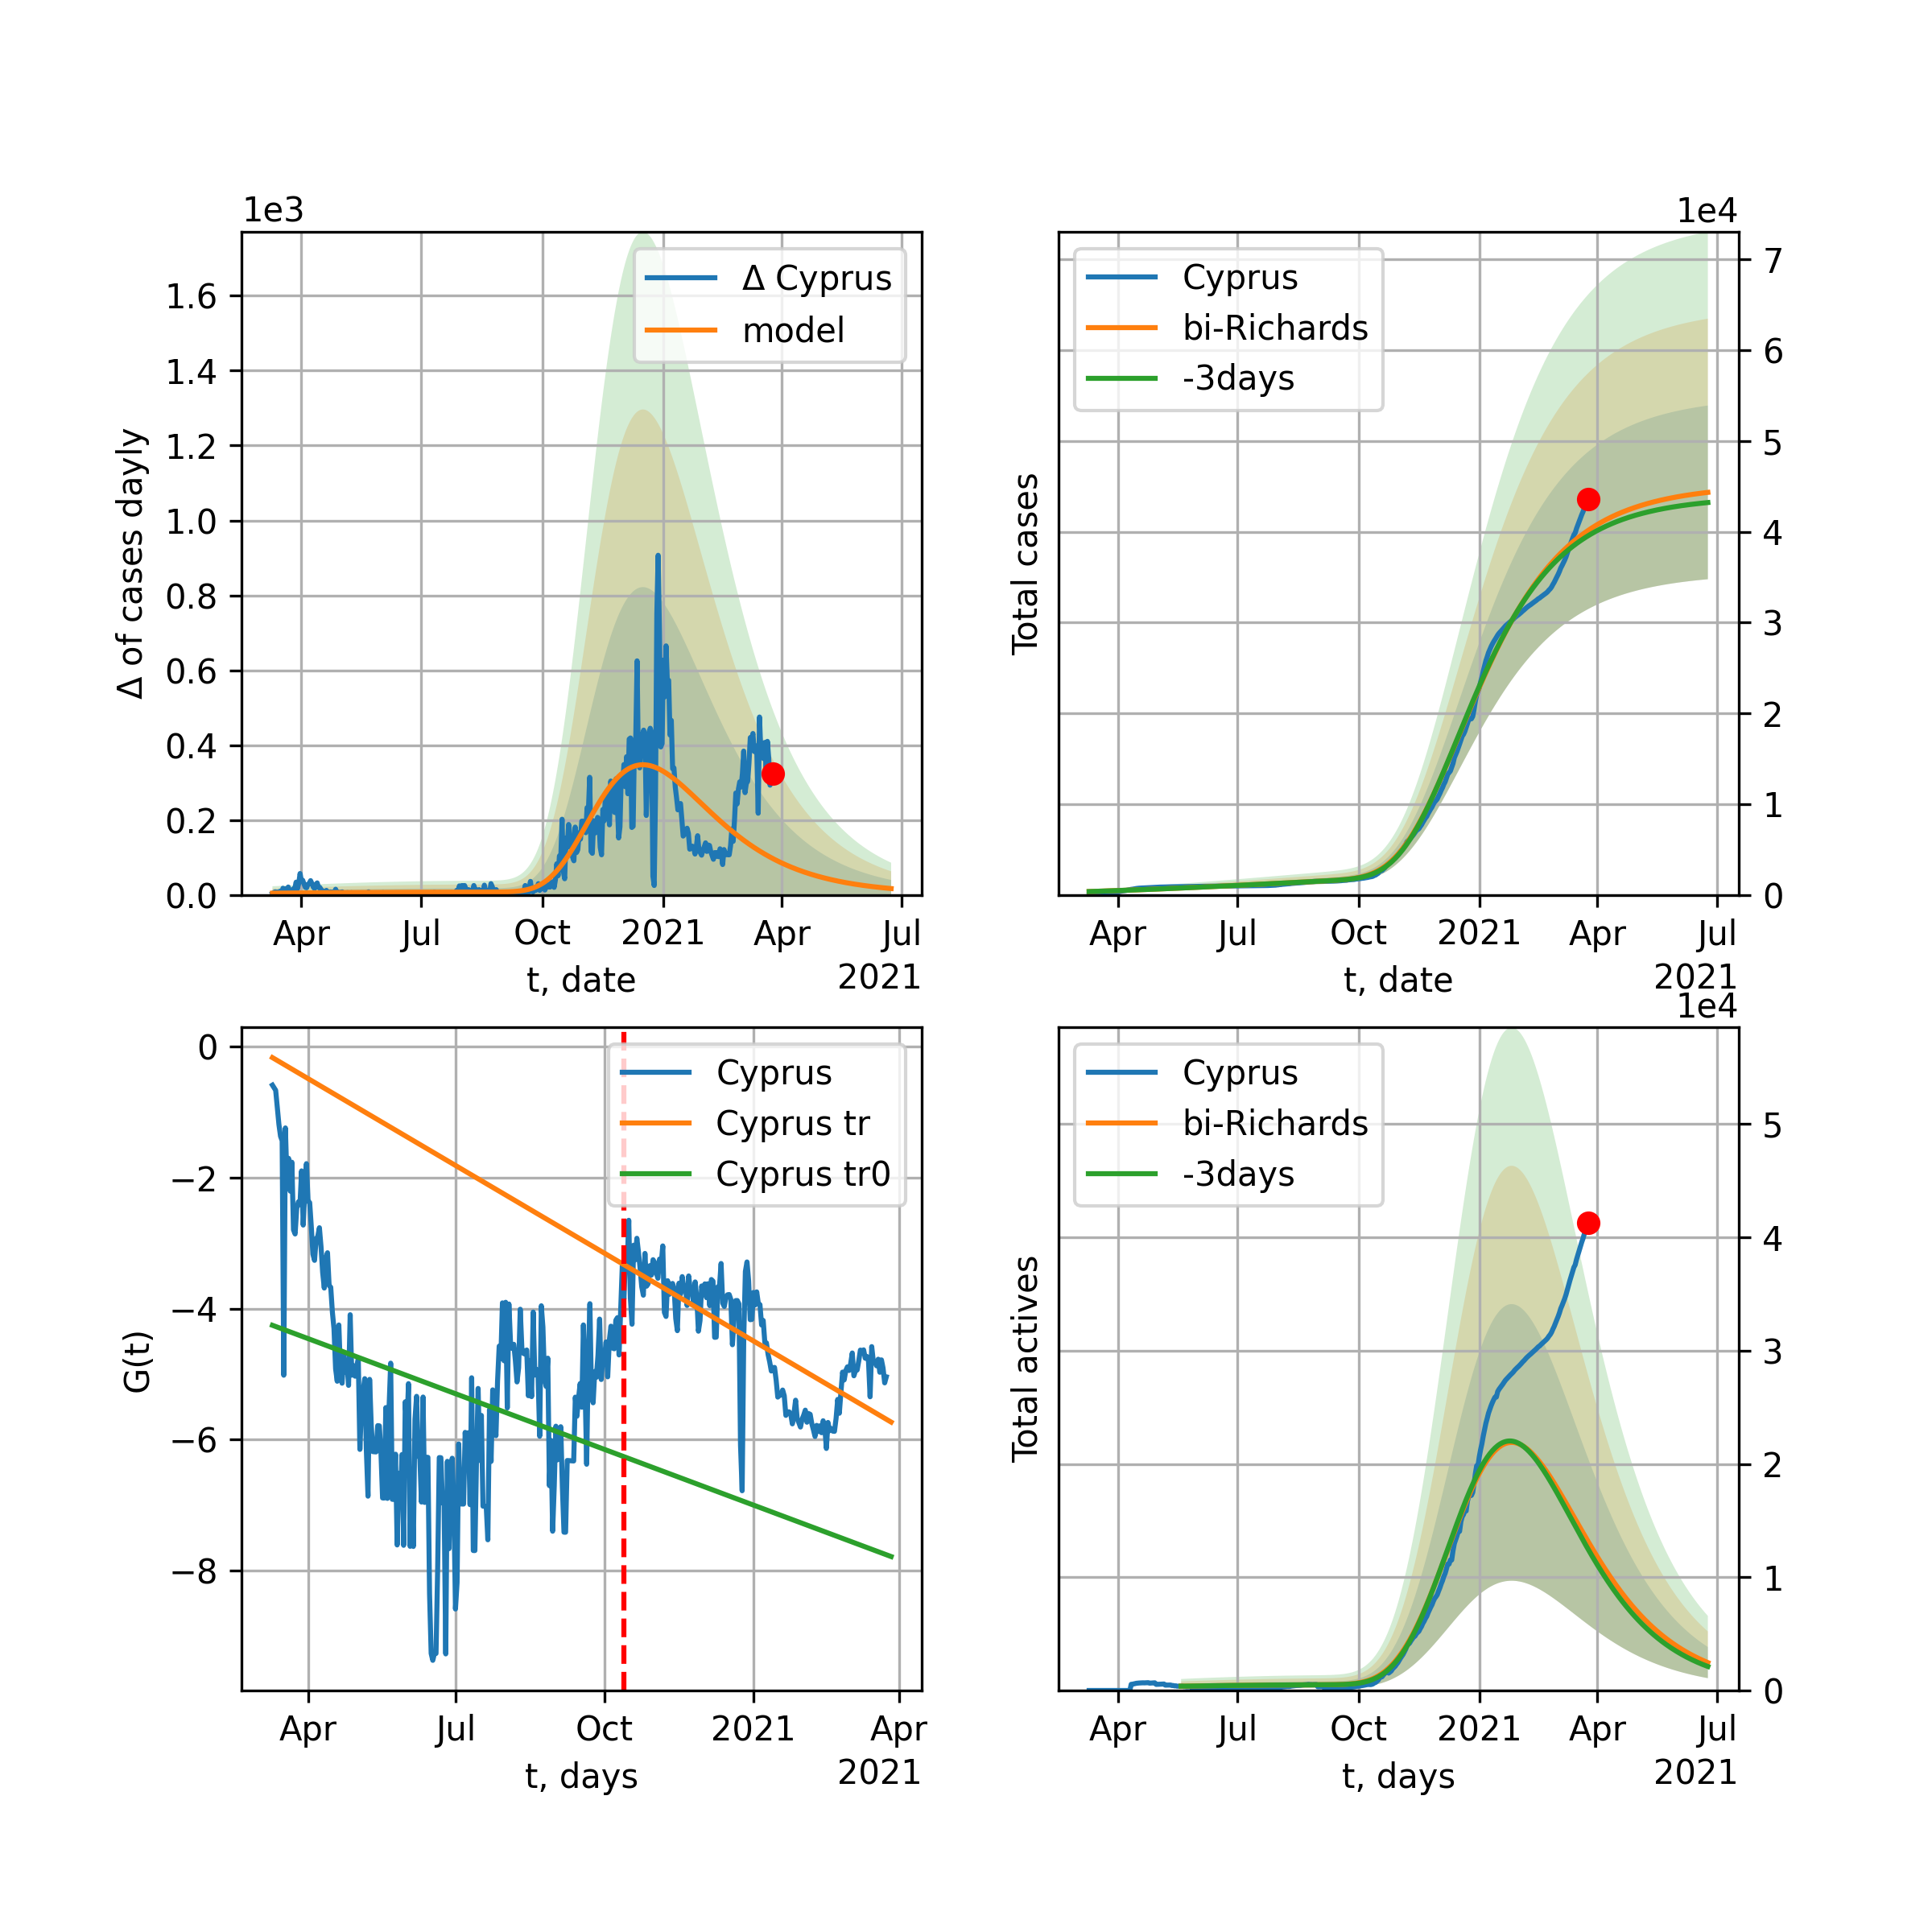 1e3
Δ of cases dayly
1.6
1.4
1.2
1.0
0.8
0.6
0.4
0.2
0.0
Δ Cyprus
model
Apr Jul Oct 2021 Apr Jul
t, date
2021
1e4
Total cases
Cyprus
bi-Richards
-3days
7
6
5
4
3
2
1
0
Apr Jul Oct 2021 Apr Jul
t, date
2021
G(t)
0
−2
−4
−6
−8
Cyprus
Cyprus tr
Cyprus tr0
Apr Jul Oct 2021 Apr
t, days
2021
1e4
Total actives
Cyprus
bi-Richards
-3days
5
4
3
2
1
0
Apr Jul Oct 2021 Apr Jul
t, days
2021